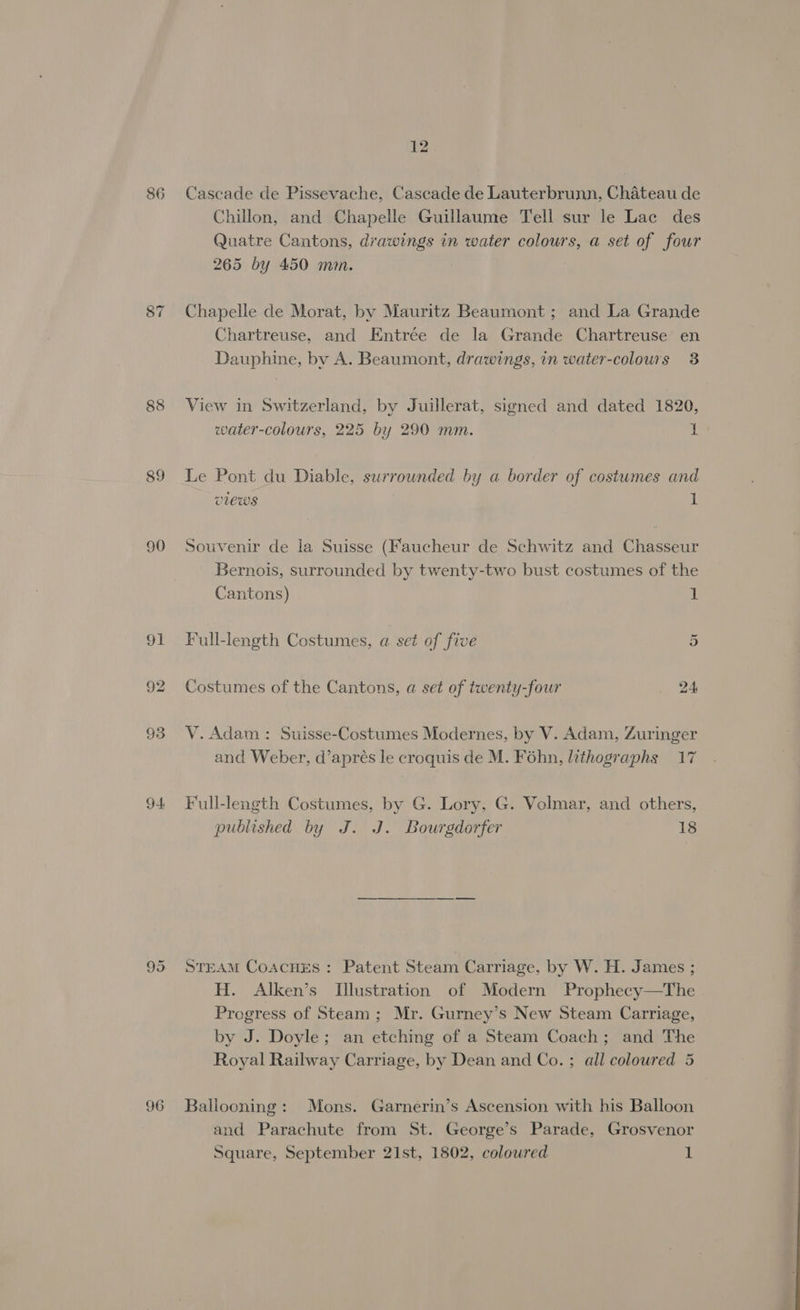 12
86 Cascade de Pissevache, Cascade de Lauterbrunn, Château de
Chillon, and Chapelle Guillaume Tell sur le Lac des
Quatre Cantons, drawings in water colours, a set of four
265 by 450 mm.
87 Chapelle de Morat, by Mauritz Beaumont ; and La Grande
Chartreuse, and Entrée de la Grande Chartreuse en
Dauphine, by A. Beaumont, drawings, in water-colours 3
88 View in Switzerland, by Juillerat, signed and dated 1820,
water-colours, 225 by 290 mm. 1
89 Le Pont du Diable, surrounded by a border of costumes and
views 1
90 Souvenir de la Suisse (Faucheur de Schwitz and Chasseur
Bernois, surrounded by twenty-two bust costumes of the
Cantons) 1
91 Full-length Costumes, a set of five 5
92 Costumes of the Cantons, a set of twenty-four 24
93 V. Adam : Suisse-Costumes Modernes, by V. Adam, Zuringer
and Weber, d'aprés le croquis de M. Föhn, lithographs 17
94 Full-length Costumes, by G. Lory, G. Volmar, and others,
published by J. J. Bourgdorfer 18
95 STEAM COACHES : Patent Steam Carriage, by W. H. James ;
H. Alken's Illustration of Modern Prophecy—The
Progress of Steam ; Mr. Gurney's New Steam Carriage,
by J. Doyle ; an etching of a Steam Coach ; and The
Royal Railway Carriage, by Dean and Co. ; all coloured 5
96 Ballooning : Mons. Garnerin's Ascension with his Balloon
and Parachute from St. George's Parade, Grosvenor
Square, September 21st, 1802, coloured 1